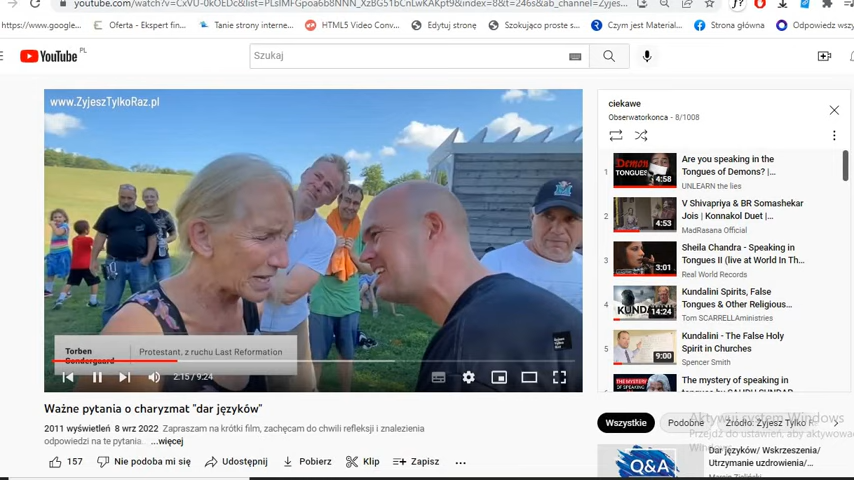 youtube.com/watch?v=CxVU-0kOEDc&list=PLsIMFGpoa6b8NNN_XzBG51bCnLwKAKpt9&index=8&t=246s&ab_channel=Zyjes...
https://www.google...
Oferta - Ekspert fin...
Tanie strony internet...
HTML5 Video Conv...
Edytuj stronę
Szokująco proste s...
Czym jest Material...
Strona główna
Odpowiedz wszys
YouTube PL
Szukaj
www.ZyjeszTylkoRaz.pl
Torben
Sondergaard
Protestant, z ruchu Last Reformation
2:15 / 9:24
Ważne pytania o charyzmat "dar języków"
2011 wyświetleń 8 wrz 2022 Zapraszam na krótki film, zachęcam do chwili refleksji i znalezienia
odpowiedzi na te pytania. ...więcej
157
Nie podoba mi się
Udostępnij
Pobierz
Klip
Zapisz
ciekawe
Obserwatorkonca - 8/1008
1
Demon
TONGUES
4:58
Are you speaking in the
Tongues of Demons? |...
UNLEARN the lies
2
4:53
V Shivapriya & BR Somashekar
Jois | Konnakol Duet |...
MadRasana Official
3
3:01
Sheila Chandra - Speaking in
Tongues II (live at World In Th...
Real World Records
4
KUNDALINI
14:24
Kundalini Spirits, False
Tongues & Other Religious...
Tom SCARRELLAministries
5
9:00
Kundalini - The False Holy
Spirit in Churches
Spencer Smith
The mystery of speaking in
Wszystkie
Podobne
Źródło: Żyjesz Tylko R
Aktywuj system Windows
Przejdź do ustawień, aby aktywować
Windows.
Q&A
Dar języków/ Wskrzeszenia/
Utrzymanie uzdrowienia/...